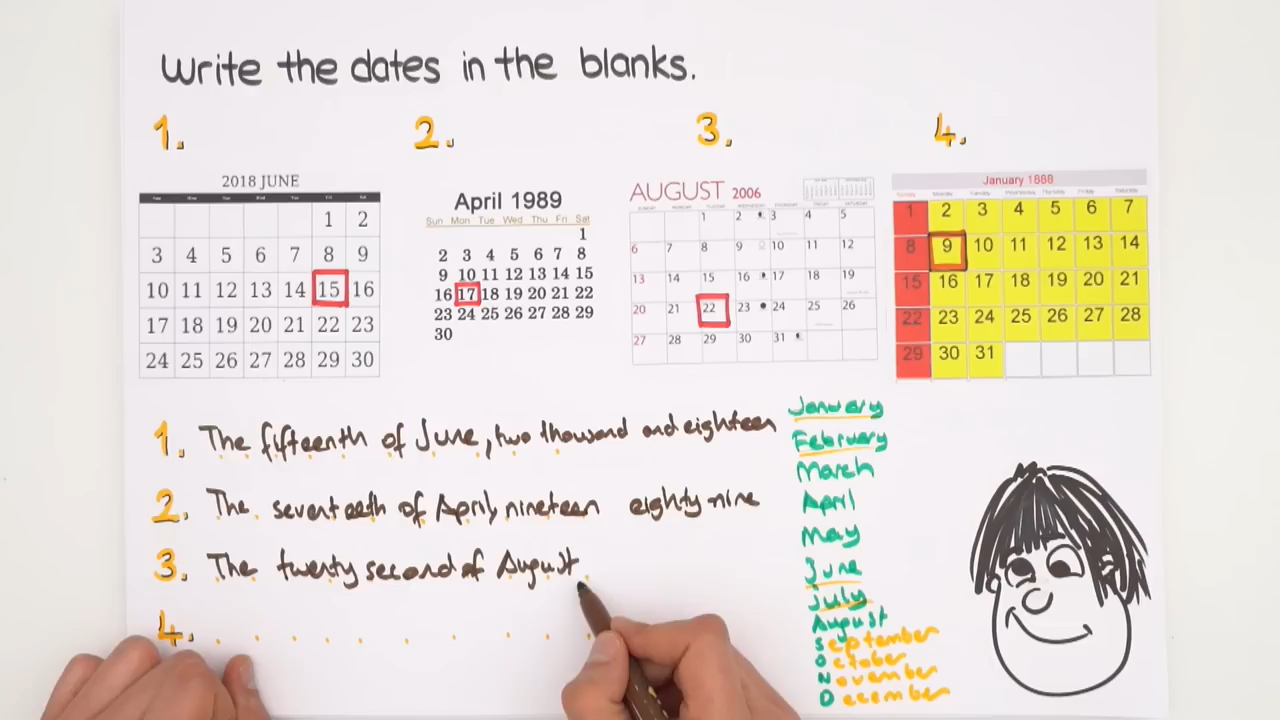 Write the dates in the blanks.
1.
2.
3.
4.
2018 JUNE
1 2
3 4 5 6 7 8 9
10 11 12 13 14 15 16
17 18 19 20 21 22 23
24 25 26 27 28 29 30
April 1989
Sun Mon Tue Wed Thu Fri Sat
1
2 3 4 5 6 7 8
9 10 11 12 13 14 15
16 17 18 19 20 21 22
23 24 25 26 27 28 29
30
AUGUST 2006
1 2 3 4 5
6 7 8 9 10 11 12
13 14 15 16 17 18 19
20 21 22 23 24 25 26
27 28 29 30 31
January 1888
1 2 3 4 5 6 7
8 9 10 11 12 13 14
15 16 17 18 19 20 21
22 23 24 25 26 27 28
29 30 31
1. The fifteenth of June, two thousand and eighteen
2. The seventeeth of April, nineteen eighty nine
3. The twenty second of August
4.
January
February
March
April
May
June
July
August
September
October
November
December